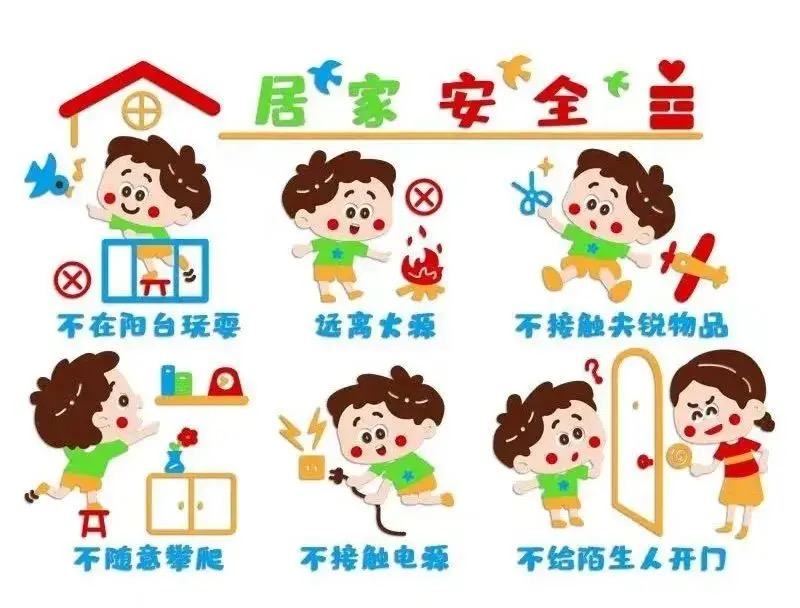 居家安全
不在阳台玩耍
远离火源
不接触尖锐物品
不随意攀爬
不接触电源
不给陌生人开门